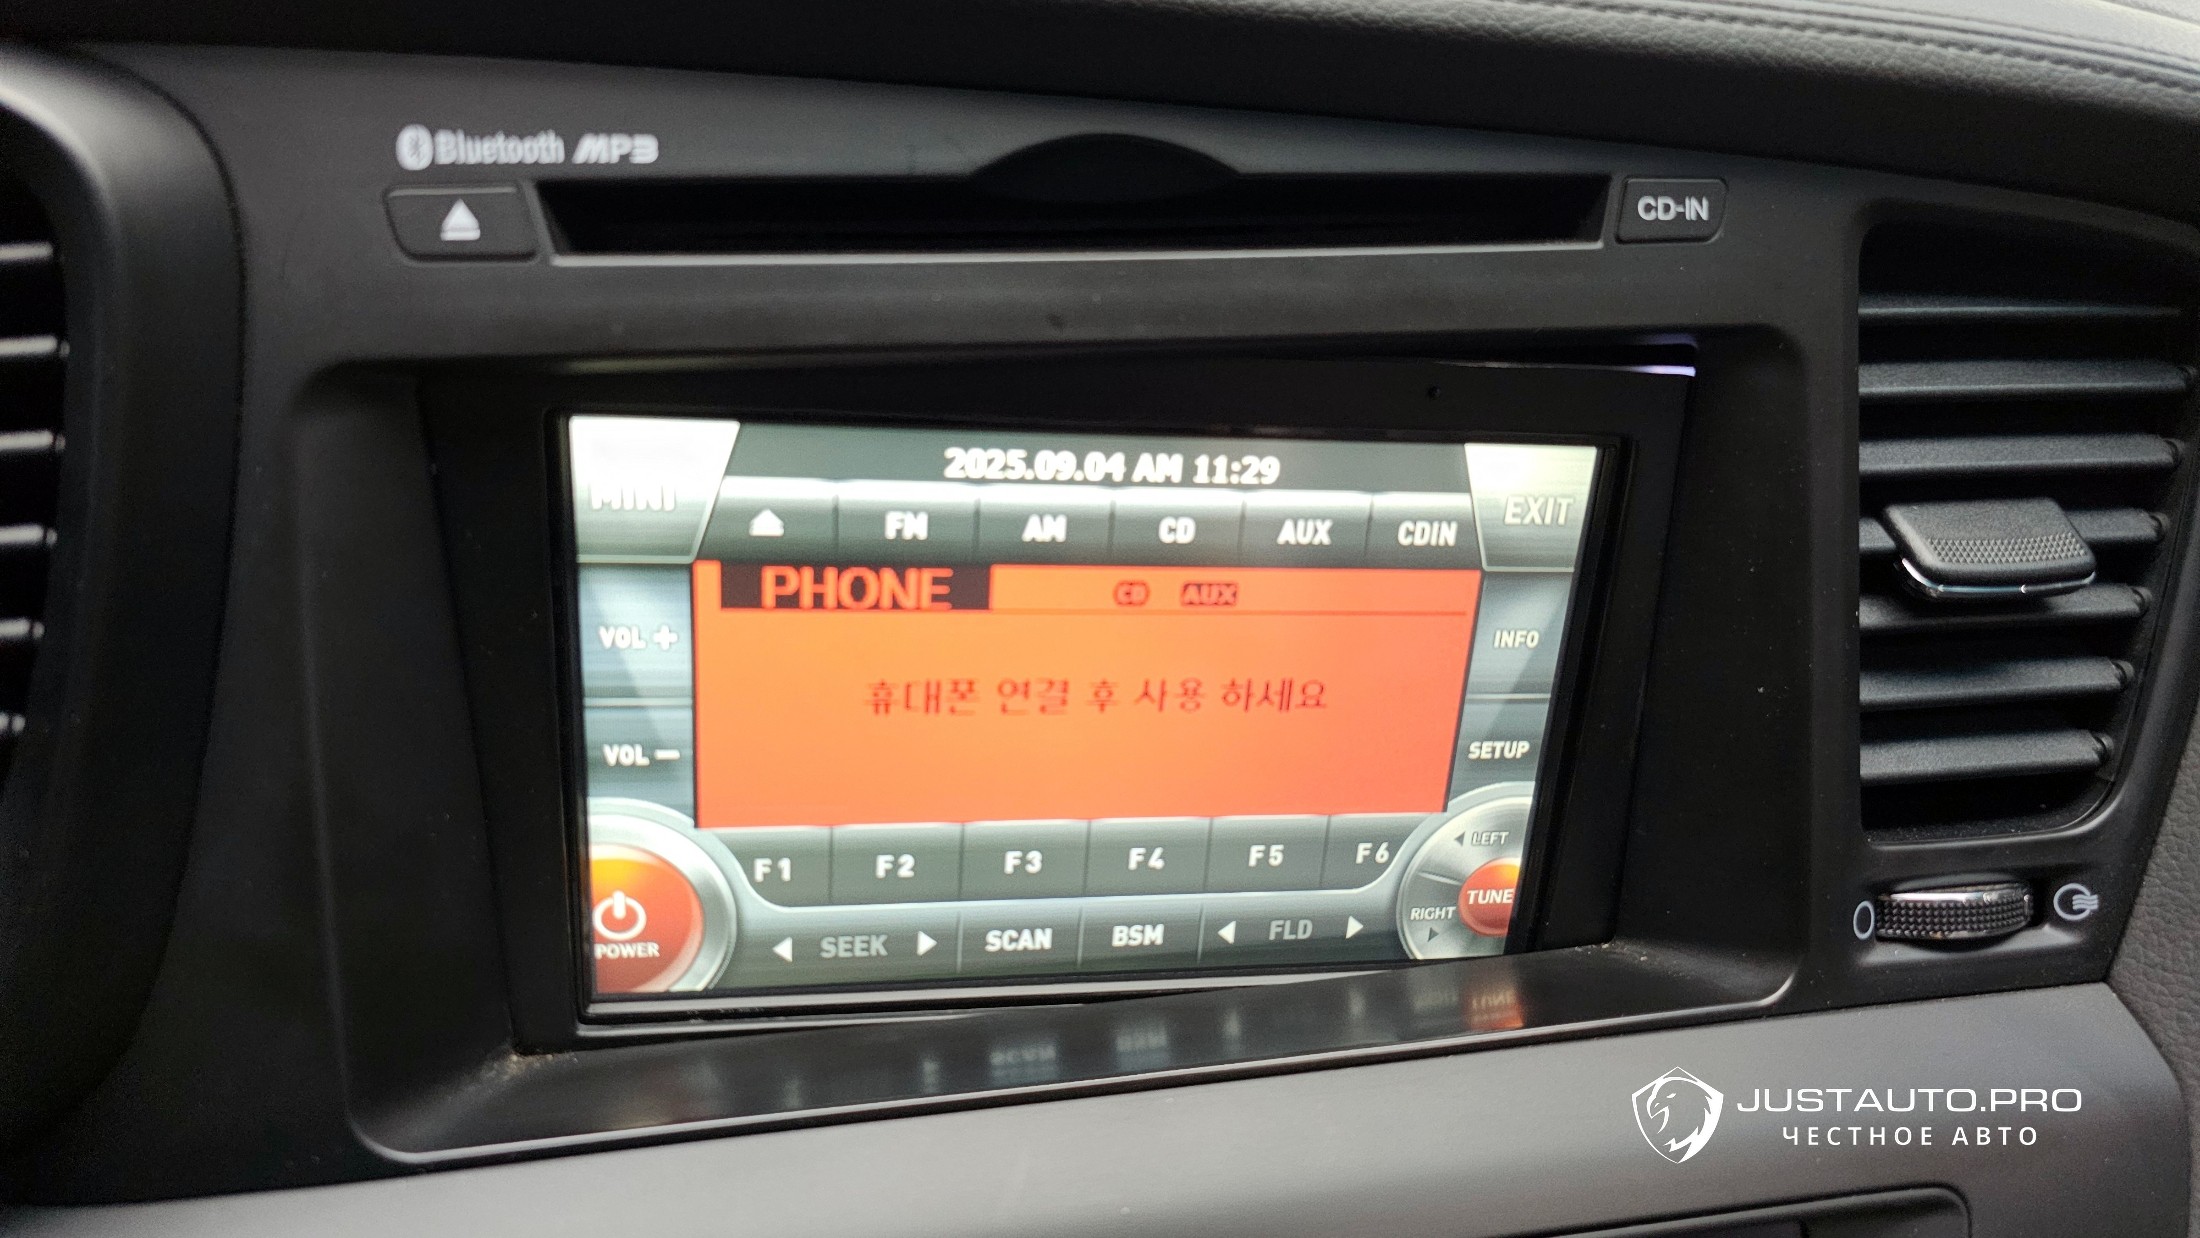 Bluetooth MP3
CD-IN
2025.09.04 AM 11:29
MINI
EXIT
FM AM CD AUX CDIN
PHONE CD AUX
VOL + INFO
휴대폰 연결 후 사용 하세요
VOL - SETUP
F1 F2 F3 F4 F5 F6
LEFT
TUNE
RIGHT
POWER
SEEK SCAN BSM FLD
JUSTAUTO.PRO
ЧЕСТНОЕ АВТО